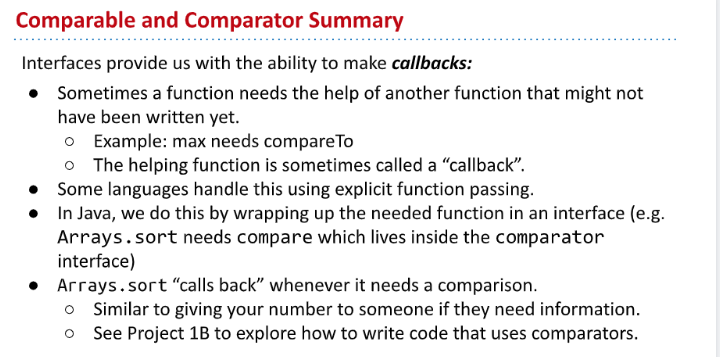 Comparable and Comparator Summary
Interfaces provide us with the ability to make callbacks:
● Sometimes a function needs the help of another function that might not
have been written yet.
○ Example: max needs compareTo
○ The helping function is sometimes called a “callback”.
● Some languages handle this using explicit function passing.
● In Java, we do this by wrapping up the needed function in an interface (e.g.
Arrays.sort needs compare which lives inside the comparator
interface)
● Arrays.sort “calls back” whenever it needs a comparison.
○ Similar to giving your number to someone if they need information.
○ See Project 1B to explore how to write code that uses comparators.